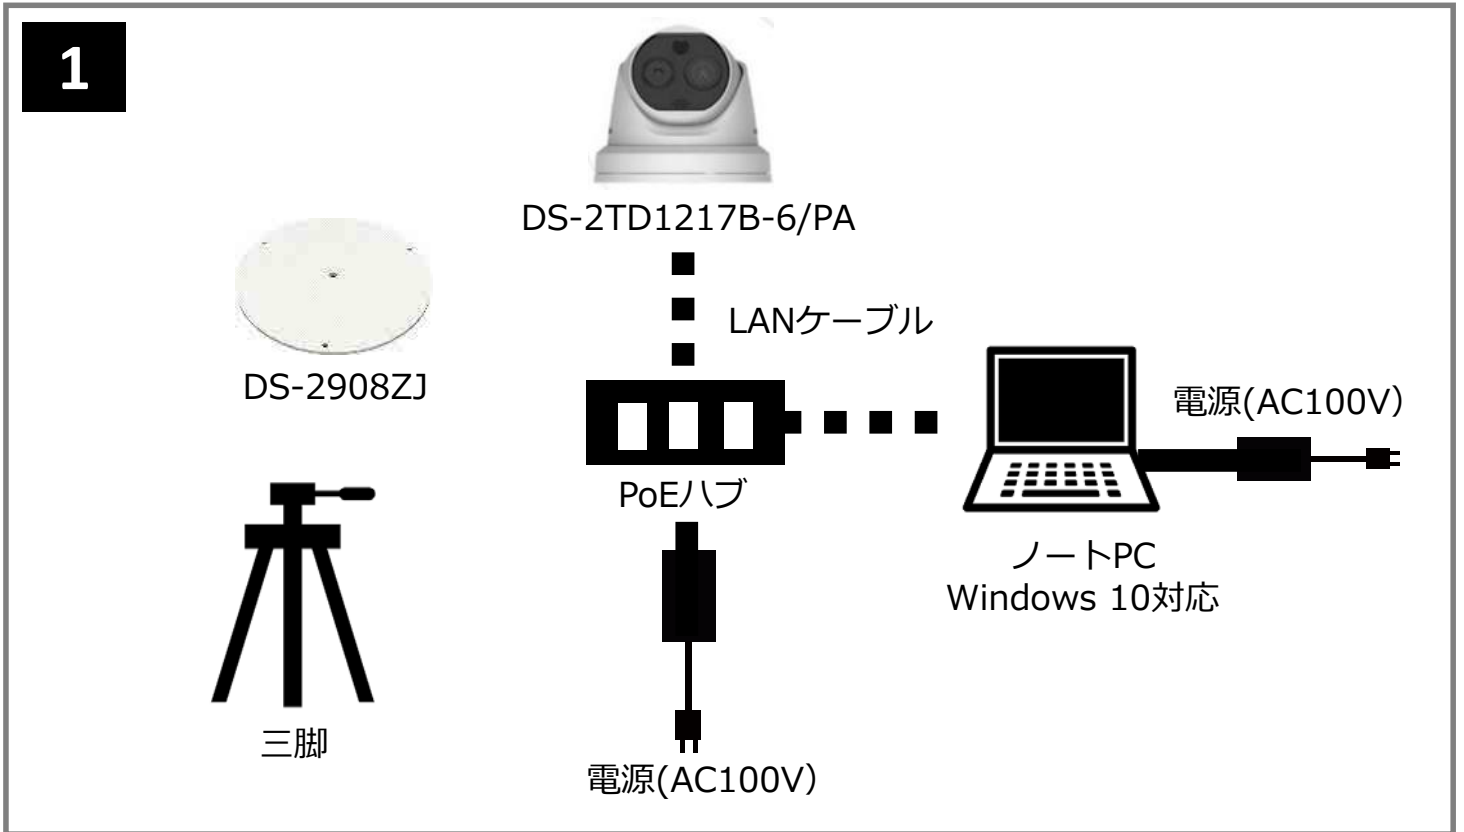 1
DS-2TD1217B-6/PA
LANケーブル
DS-2908ZJ
電源(AC100V）
PoEハブ
ノートPC
Windows 10対応
三脚
電源(AC100V）